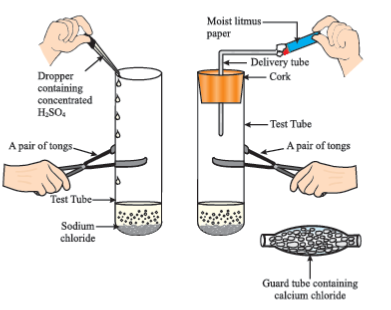 Moist litmus
paper
Delivery tube
Cork
Dropper
containing
concentrated
H₂SO₄
Test Tube
A pair of tongs
A pair of tongs
Test Tube
Sodium
chloride
Guard tube containing
calcium chloride